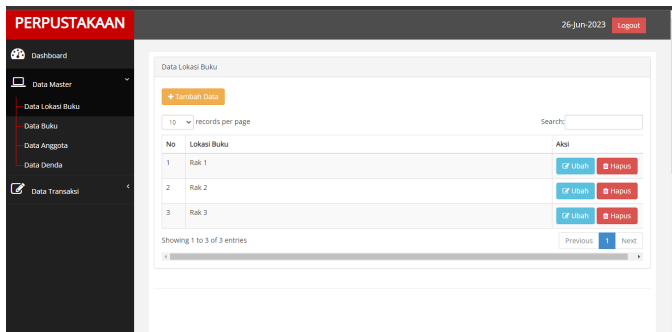 PERPUSTAKAAN
26-Jun-2023 Logout
Dashboard
Data Master
Data Lokasi Buku
Data Buku
Data Anggota
Data Denda
Data Transaksi
Data Lokasi Buku
+ Tambah Data
10 records per page Search:
No Lokasi Buku Aksi
1 Rak 1 Ubah Hapus
2 Rak 2 Ubah Hapus
3 Rak 3 Ubah Hapus
Showing 1 to 3 of 3 entries Previous 1 Next